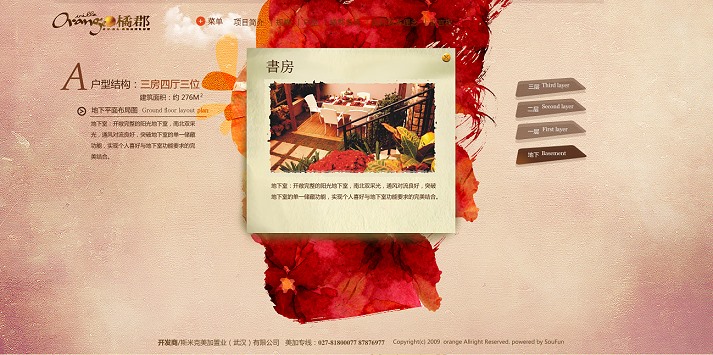 Orange 橘郡
菜单
项目简介
A 户型结构：三房四厅三位
建筑面积：约 276M²
地下平面布局图 Ground floor layout plan
地下室：开敞完整的阳光地下室，南北双采
光，通风对流良好，突破地下室的单一储藏
功能，实现个人喜好与地下室功能要求的完
美结合。
書房
地下室：开敞完整的阳光地下室，南北双采光，通风对流良好，突破
地下室的单一储藏功能，实现个人喜好与地下室功能要求的完美结合。
三层 Third layer
二层 Second layer
一层 First layer
地下 Basement
开发商/斯米克美加置业（武汉）有限公司 美加专线：027-81800077 87876977 Copyright(c) 2009 orange Allright Reserved, powered by SouFun